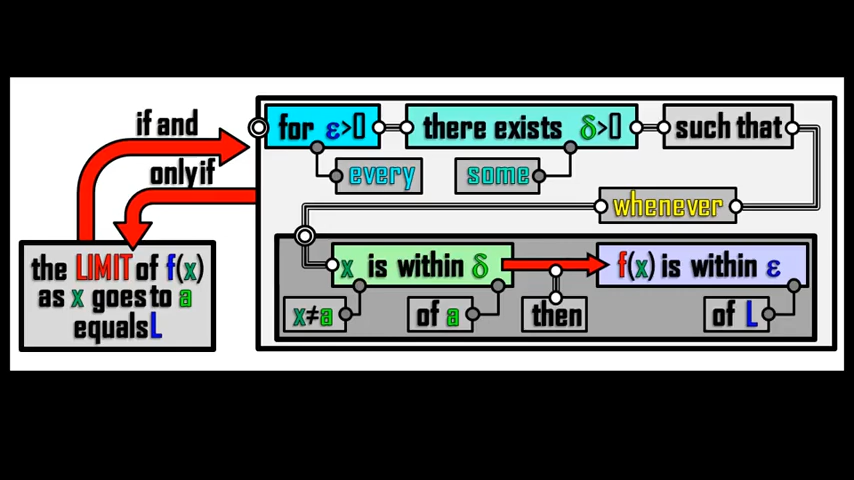 if and
only if
the LIMIT of f(x)
as x goes to a
equals L
for ε>0
there exists δ>0
such that
every
some
whenever
x is within δ
f(x) is within ε
x≠a
of a
then
of L